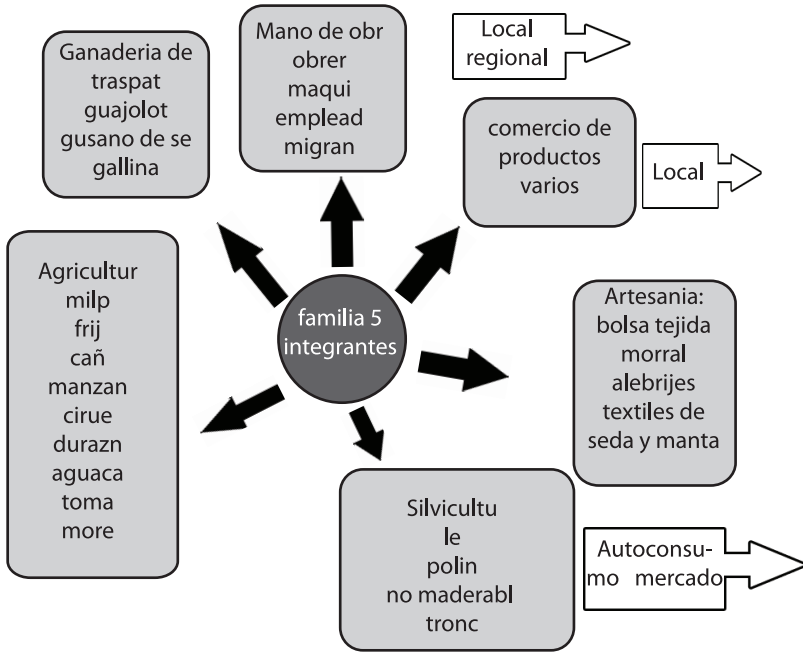 Ganaderia de
traspat
guajolot
gusano de se
gallina
Mano de obr
obrer
maqui
emplead
migran
Local
regional
comercio de
productos
varios
Local
Agricultur
milp
frij
cañ
manzan
cirue
durazn
aguaca
toma
more
familia 5
integrantes
Artesania:
bolsa tejida
morral
alebrijes
textiles de
seda y manta
Silvicultu
le
polin
no maderabl
tronc
Autoconsu-
mo mercado